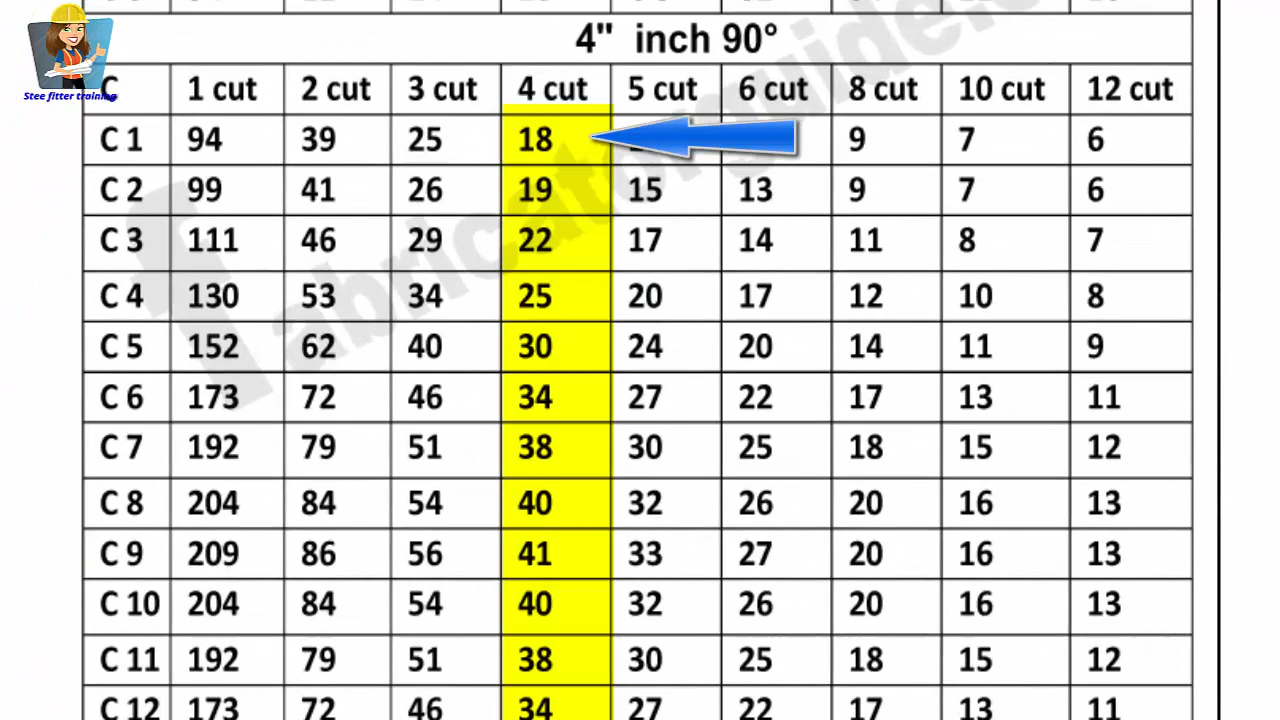 4" inch 90°
Stee fitter training
C 1 cut 2 cut 3 cut 4 cut 5 cut 6 cut 8 cut 10 cut 12 cut
C 1 94 39 25 18 9 7 6
C 2 99 41 26 19 15 13 9 7 6
C 3 111 46 29 22 17 14 11 8 7
C 4 130 53 34 25 20 17 12 10 8
C 5 152 62 40 30 24 20 14 11 9
C 6 173 72 46 34 27 22 17 13 11
C 7 192 79 51 38 30 25 18 15 12
C 8 204 84 54 40 32 26 20 16 13
C 9 209 86 56 41 33 27 20 16 13
C 10 204 84 54 40 32 26 20 16 13
C 11 192 79 51 38 30 25 18 15 12
C 12 173 72 46 34 27 22 17 13 11
fabricatorguide